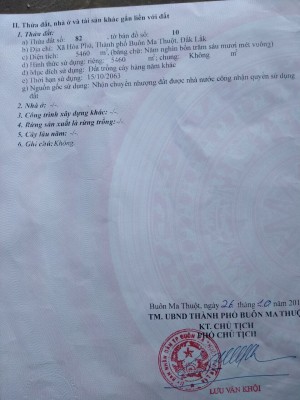 II. Thửa đất, nhà ở và tài sản khác gắn liền với đất
1. Thửa đất:
a) Thửa đất số: 82 , tờ bản đồ số: 10
b) Địa chỉ: Xã Hòa Phú, Thành phố Buôn Ma Thuột, Đắk Lắk
c) Diện tích: 5460 m², (bằng chữ: Năm nghìn bốn trăm sáu mươi mét vuông)
d) Hình thức sử dụng: riêng: 5460 m²; chung: Không m²
đ) Mục đích sử dụng: Đất trồng cây hàng năm khác
e) Thời hạn sử dụng: 15/10/2063
g) Nguồn gốc sử dụng: Nhận chuyển nhượng đất được nhà nước công nhận quyền sử dụng
đất
2. Nhà ở: -/-
3. Công trình xây dựng khác: -/-
4. Rừng sản xuất là rừng trồng: -/-
5. Cây lâu năm: -/-
6. Ghi chú: Không.
Buôn Ma Thuột, ngày 26 tháng 10 năm 201
TM. UBND THÀNH PHỐ BUÔN MA THUỘ
KT. CHỦ TỊCH
PHÓ CHỦ TỊCH
LƯU VĂN KHÔI